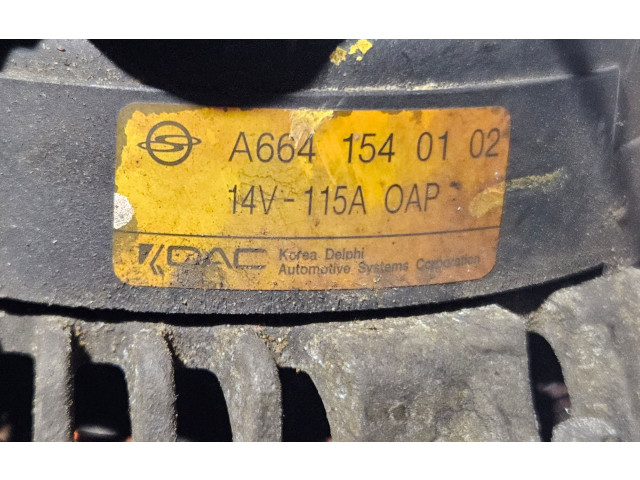 A664 154 01 02
14V-115A OAP
KDAC Korea Delphi
Automotive Systems Corporation